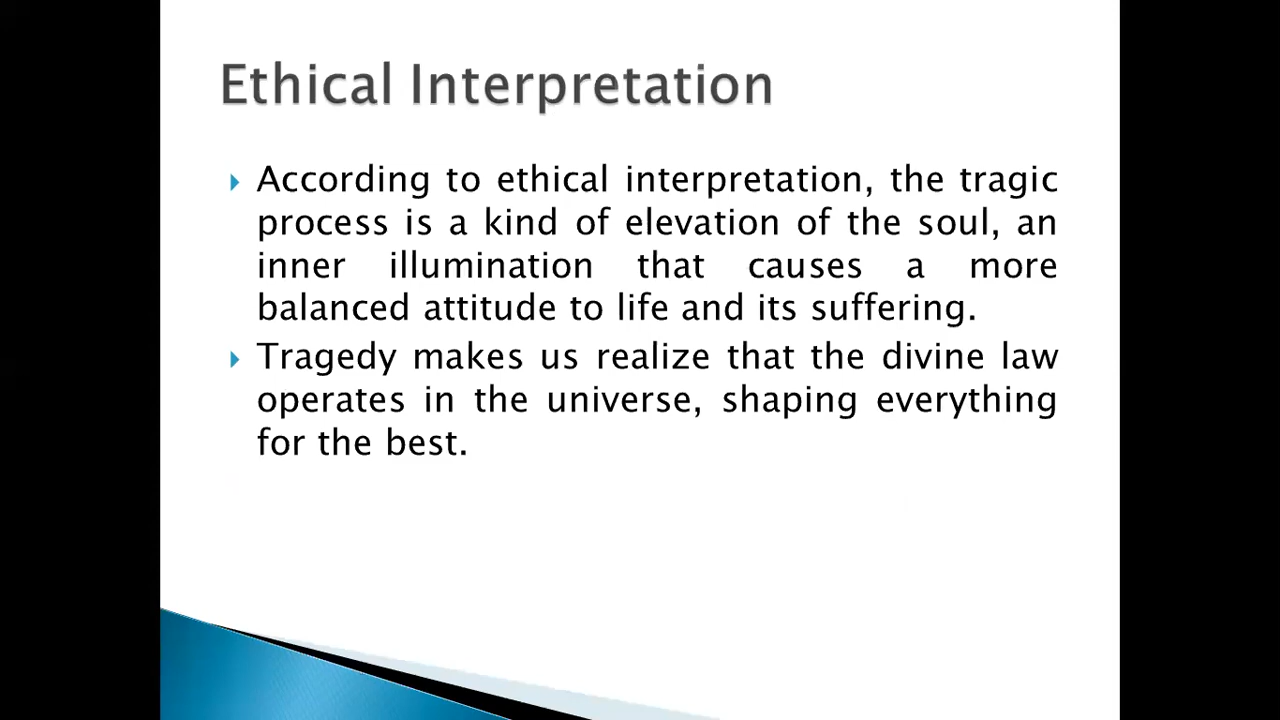 Ethical Interpretation
According to ethical interpretation, the tragic
process is a kind of elevation of the soul, an
inner illumination that causes a more
balanced attitude to life and its suffering.
Tragedy makes us realize that the divine law
operates in the universe, shaping everything
for the best.